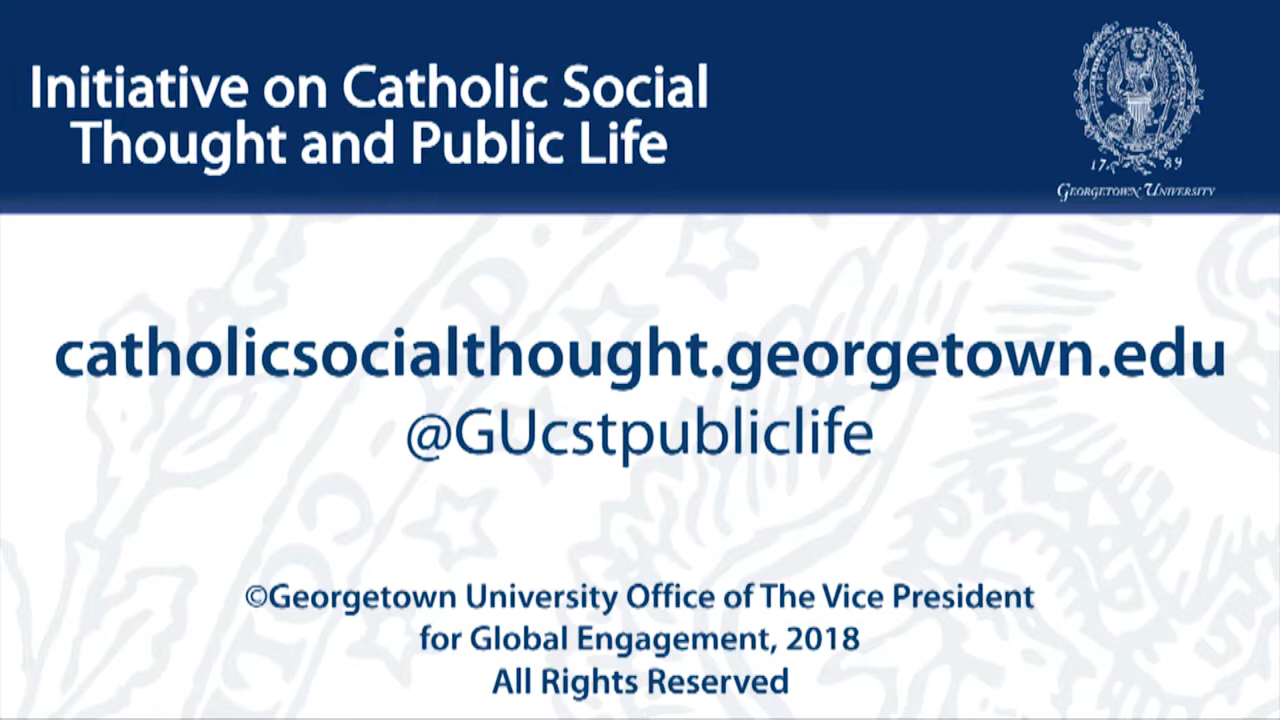 Initiative on Catholic Social
Thought and Public Life
17 89
Georgetown University
catholicsocialthought.georgetown.edu
@GUcstpubliclife
©Georgetown University Office of The Vice President
for Global Engagement, 2018
All Rights Reserved